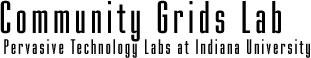 Community Grids Lab
Pervasive Technology Labs at Indiana University